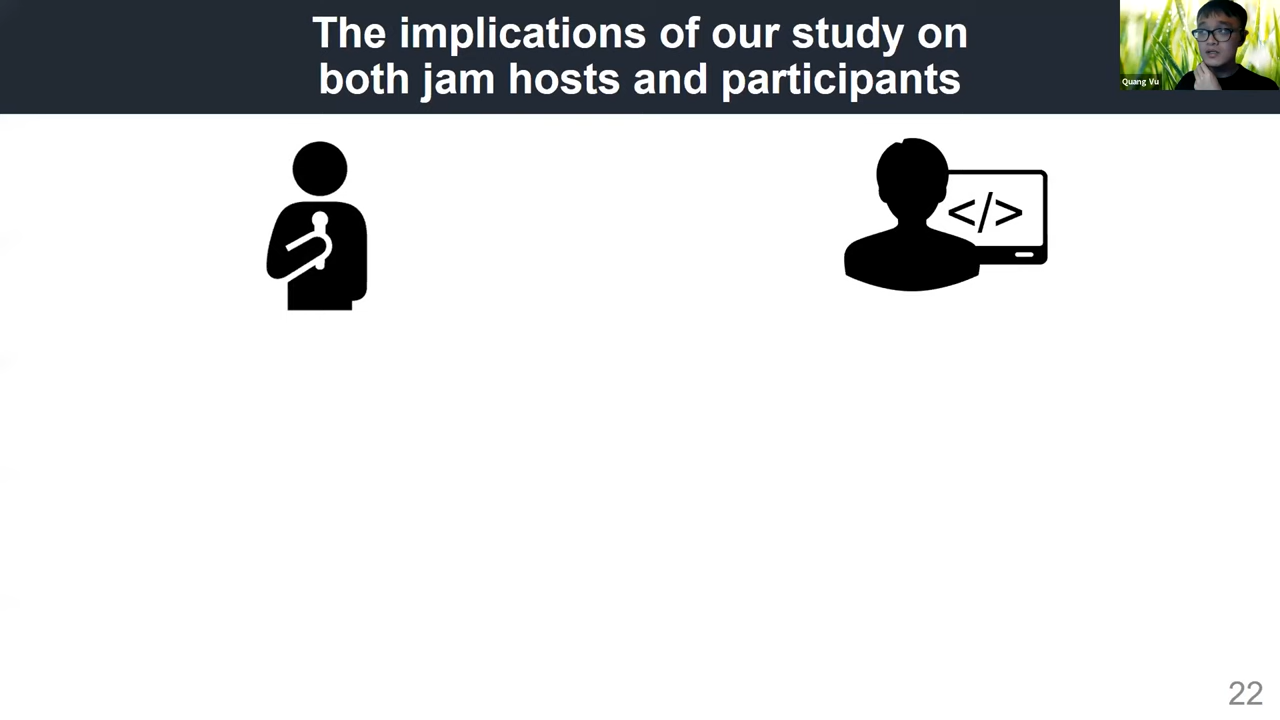 The implications of our study on
both jam hosts and participants
Quang Vu
</>
22